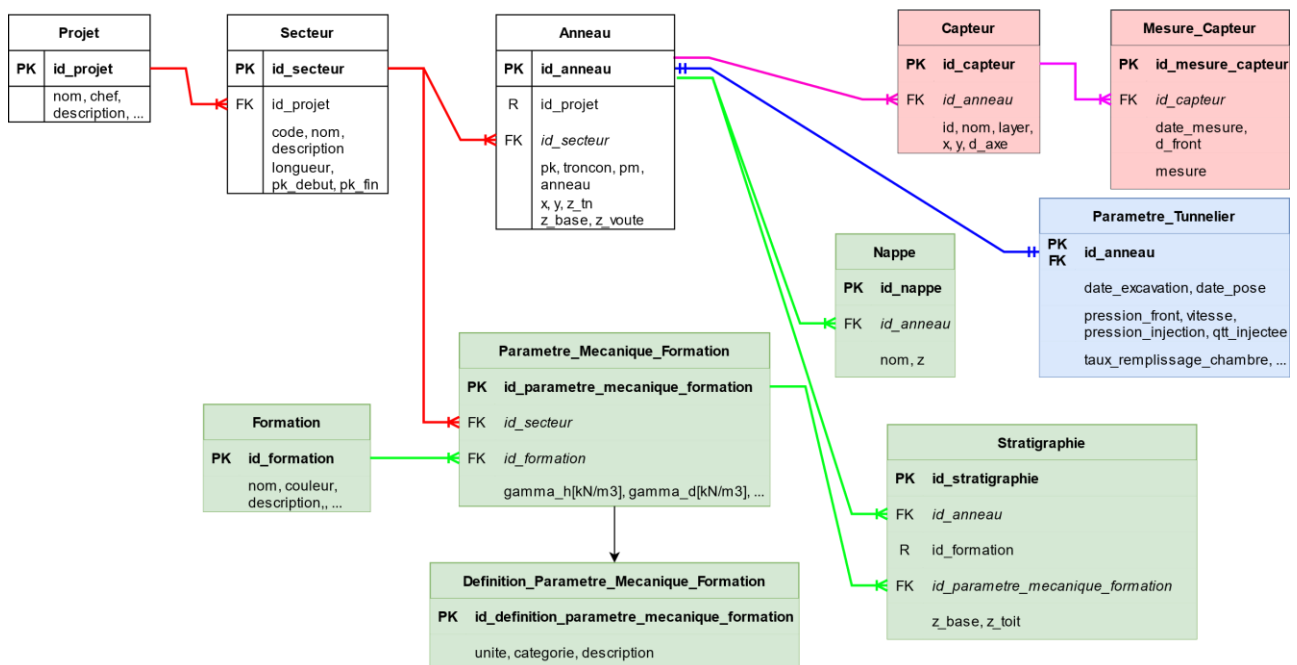 Projet
PK id_projet
nom, chef,
description, ...
Secteur
PK id_secteur
FK id_projet
code, nom,
description
longueur,
pk_debut, pk_fin
Anneau
PK id_anneau
R id_projet
FK id_secteur
pk, troncon, pm,
anneau
x, y, z_tn
z_base, z_voute
Capteur
PK id_capteur
FK id_anneau
id, nom, layer,
x, y, d_axe
Mesure_Capteur
PK id_mesure_capteur
FK id_capteur
date_mesure,
d_front
mesure
Parametre_Tunnelier
PK
FK id_anneau
date_excavation, date_pose
pression_front, vitesse,
pression_injection, qtt_injectee
taux_remplissage_chambre, ...
Nappe
PK id_nappe
FK id_anneau
nom, z
Parametre_Mecanique_Formation
PK id_parametre_mecanique_formation
FK id_secteur
FK id_formation
gamma_h[kN/m3], gamma_d[kN/m3], ...
Formation
PK id_formation
nom, couleur,
description,, ...
Stratigraphie
PK id_stratigraphie
FK id_anneau
R id_formation
FK id_parametre_mecanique_formation
z_base, z_toit
Definition_Parametre_Mecanique_Formation
PK id_definition_parametre_mecanique_formation
unite, categorie, description